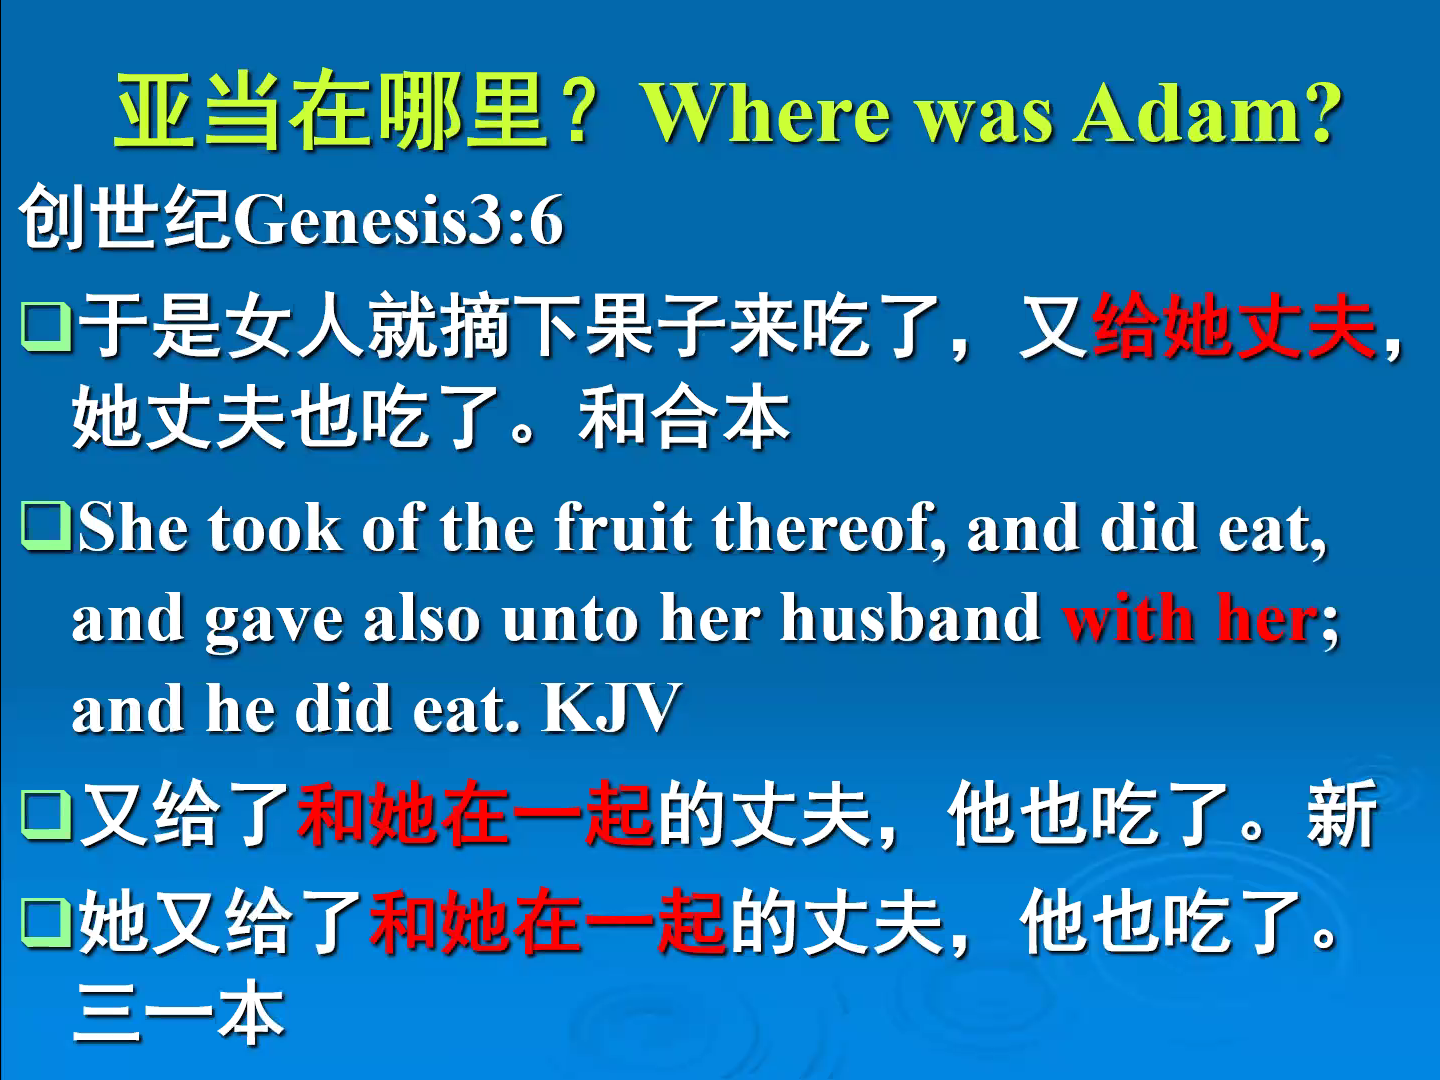 亚当在哪里？Where was Adam?
创世纪Genesis3:6
于是女人就摘下果子来吃了，又给她丈夫，
她丈夫也吃了。和合本
She took of the fruit thereof, and did eat,
and gave also unto her husband with her;
and he did eat. KJV
又给了和她在一起的丈夫，他也吃了。新
她又给了和她在一起的丈夫，他也吃了。
三一本